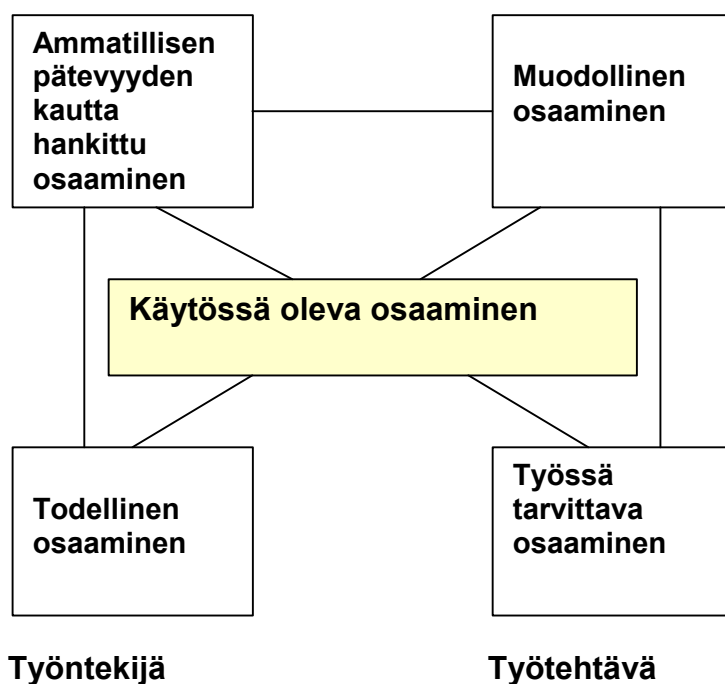 Ammatillisen
pätevyyden
kautta
hankittu
osaaminen
Muodollinen
osaaminen
Käytössä oleva osaaminen
Todellinen
osaaminen
Työssä
tarvittava
osaaminen
Työntekijä
Työtehtävä